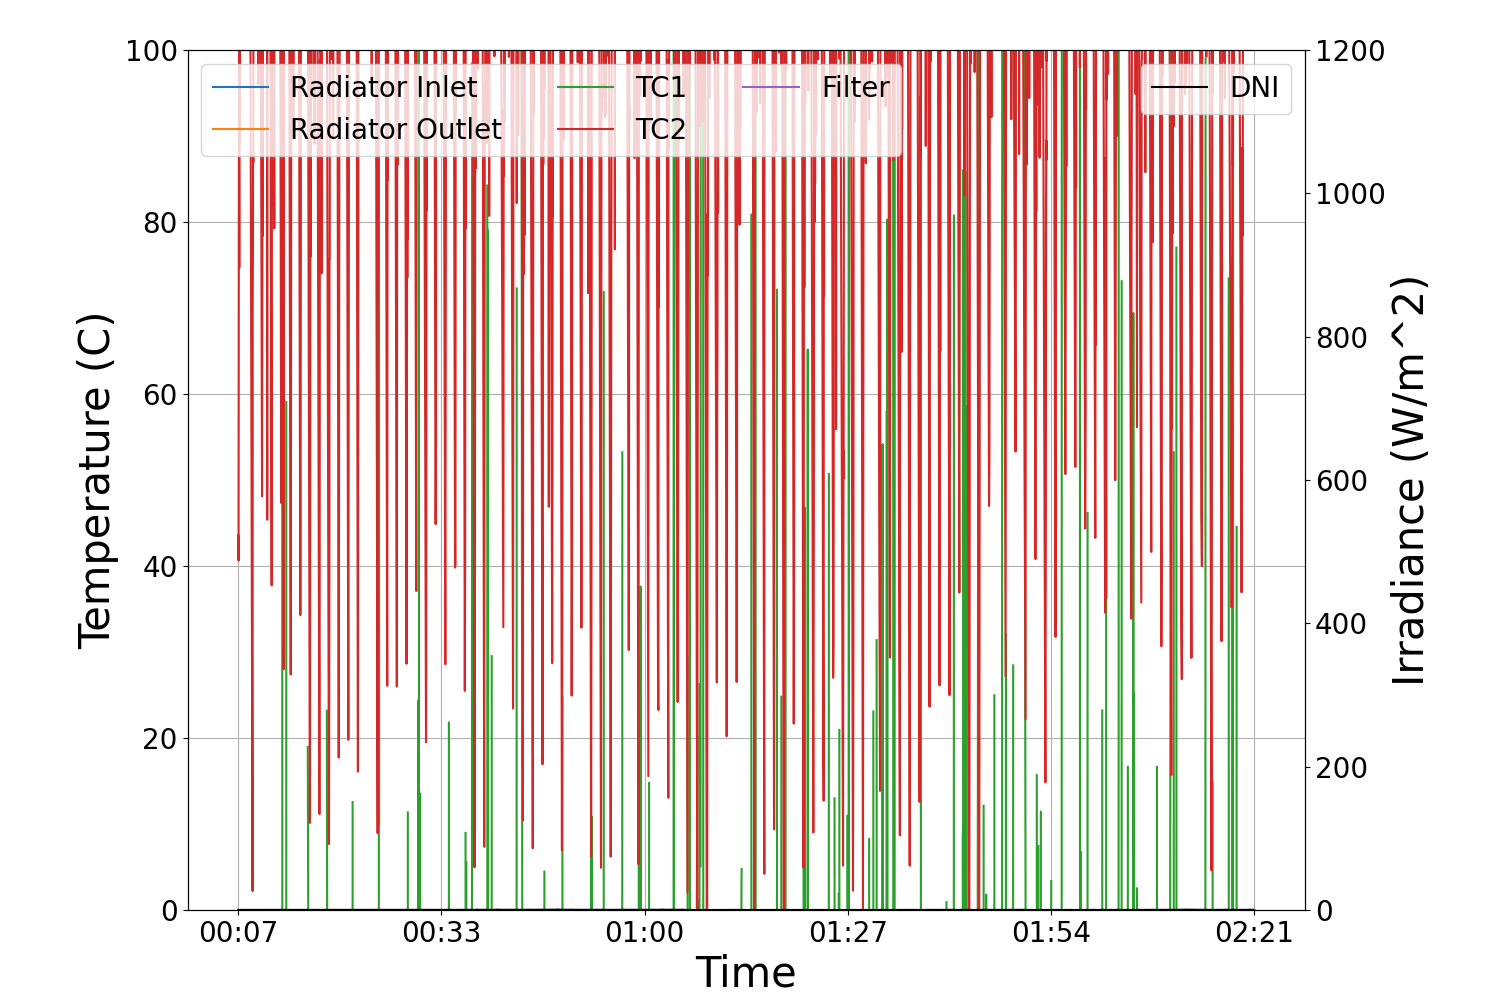 100
80
60
40
20
0
Temperature (C)
Radiator Inlet
Radiator Outlet
TC1
TC2
Filter
DNI
1200
1000
800
600
400
200
0
Irradiance (W/m^2)
00:07
00:33
01:00
01:27
01:54
02:21
Time